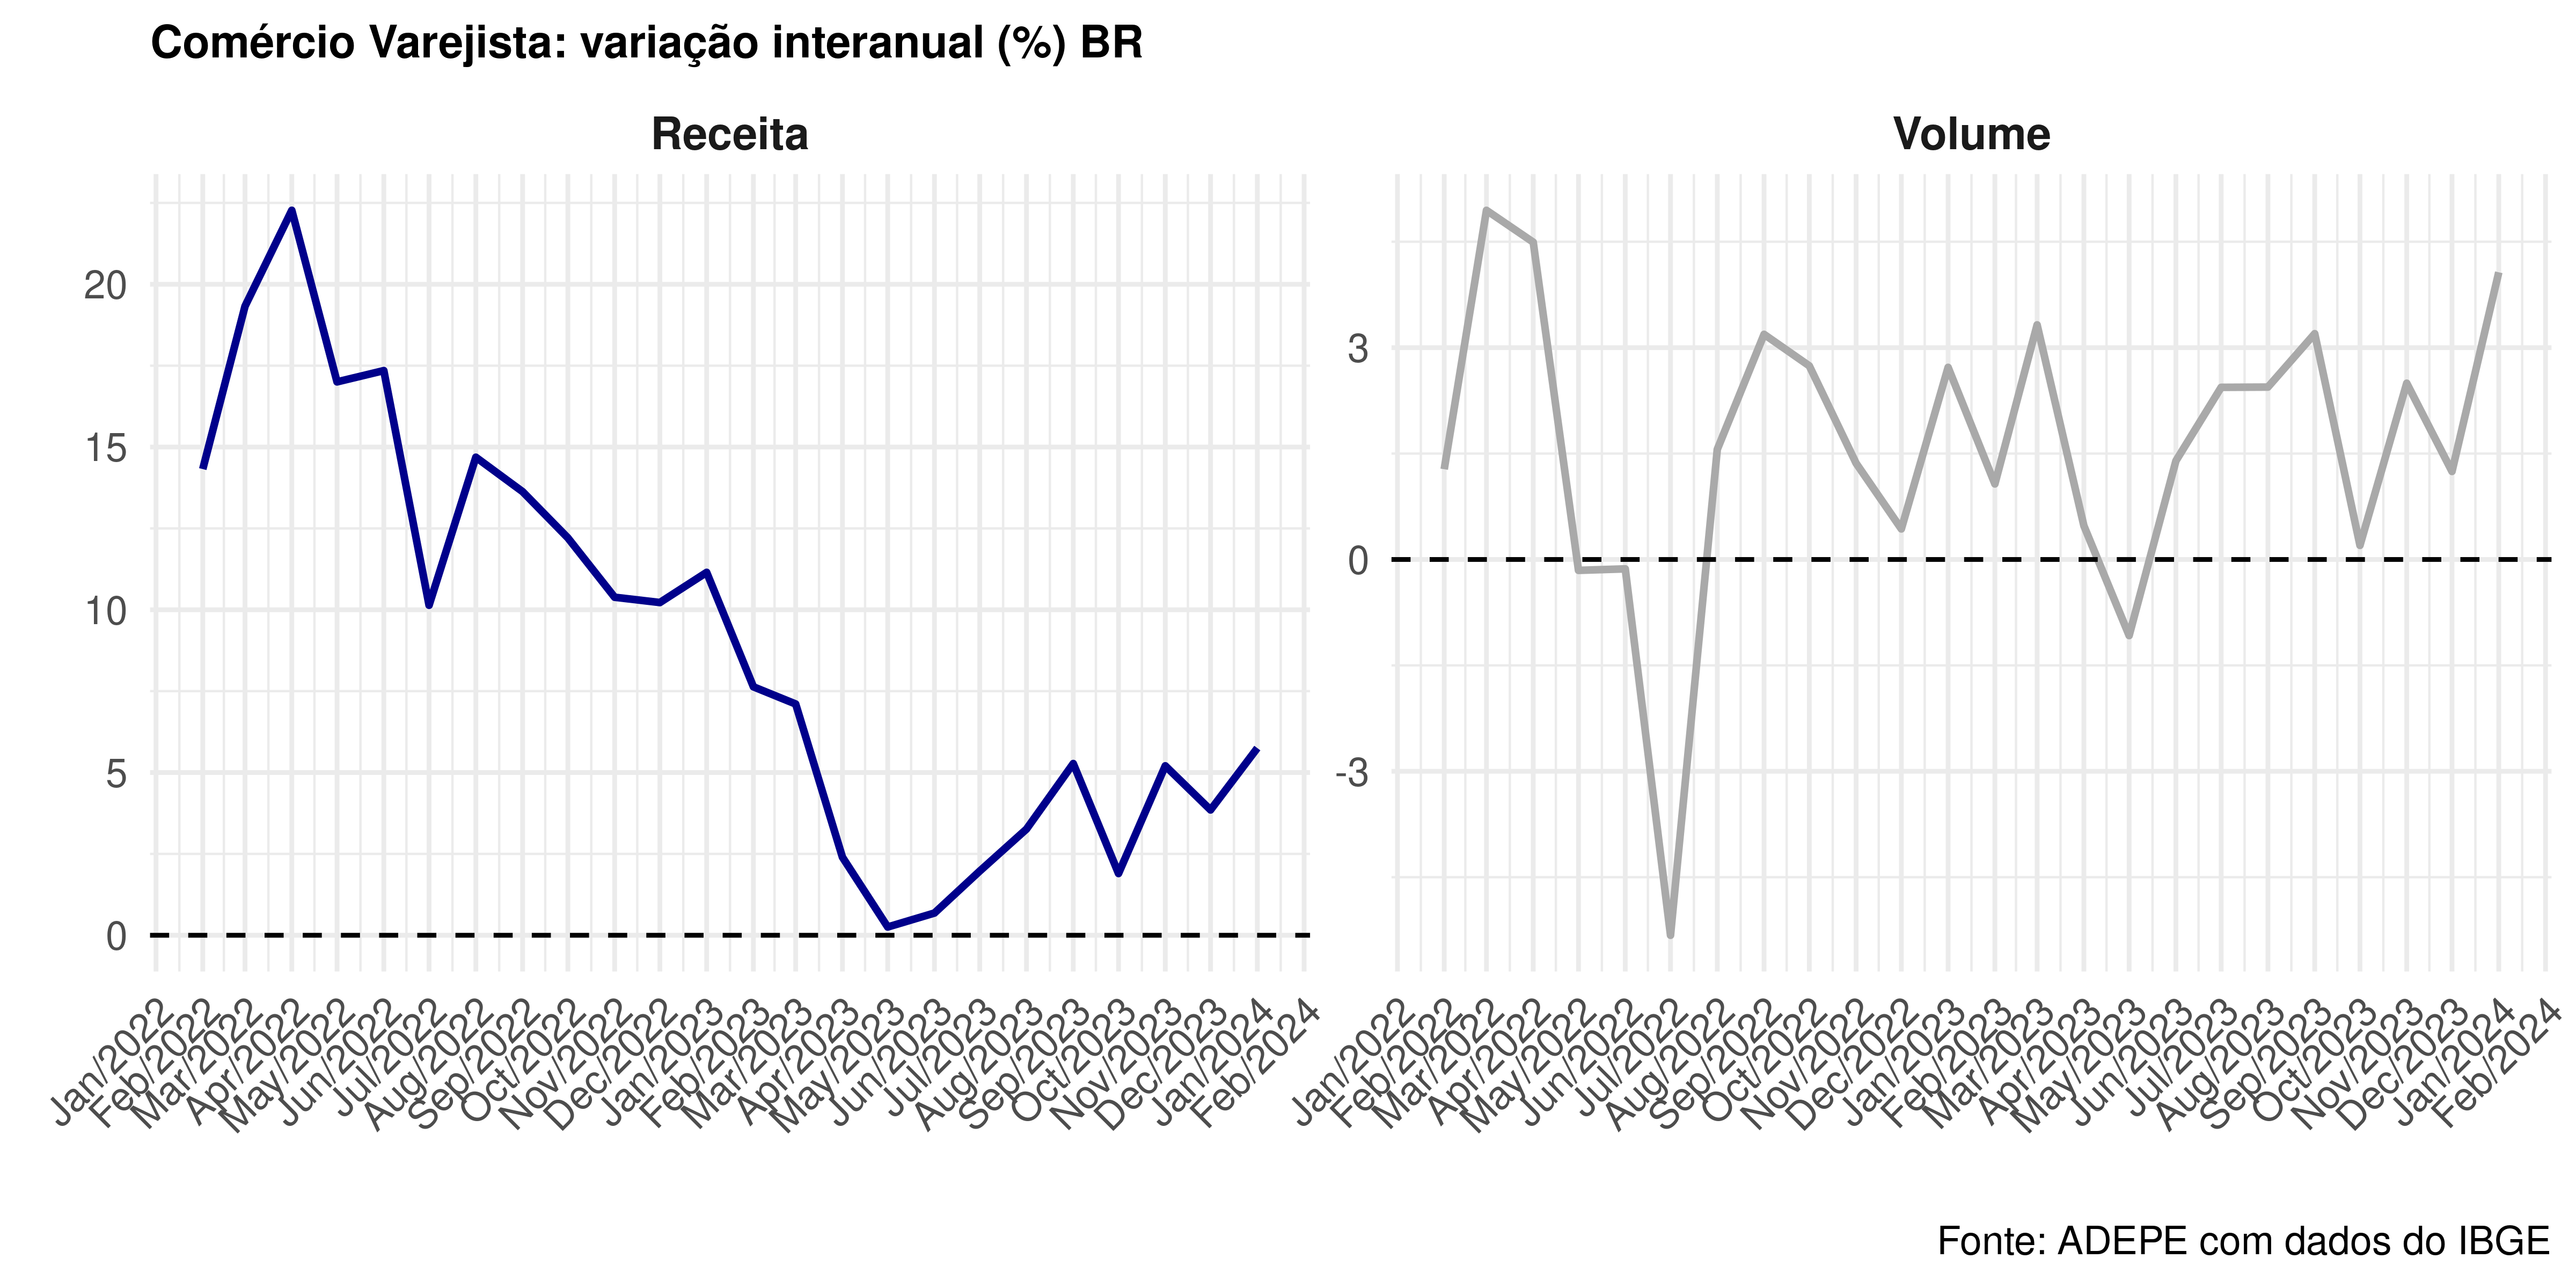 Comércio Varejista: variação interanual (%) BR
Receita
Volume
20
15
10
5
0
3
0
-3
Jan/2022
Feb/2022
Mar/2022
Apr/2022
May/2022
Jun/2022
Jul/2022
Aug/2022
Sep/2022
Oct/2022
Nov/2022
Dec/2022
Jan/2023
Feb/2023
Mar/2023
Apr/2023
May/2023
Jun/2023
Jul/2023
Aug/2023
Sep/2023
Oct/2023
Nov/2023
Dec/2023
Jan/2024
Feb/2024
Jan/2022
Feb/2022
Mar/2022
Apr/2022
May/2022
Jun/2022
Jul/2022
Aug/2022
Sep/2022
Oct/2022
Nov/2022
Dec/2022
Jan/2023
Feb/2023
Mar/2023
Apr/2023
May/2023
Jun/2023
Jul/2023
Aug/2023
Sep/2023
Oct/2023
Nov/2023
Dec/2023
Jan/2024
Feb/2024
Fonte: ADEPE com dados do IBGE